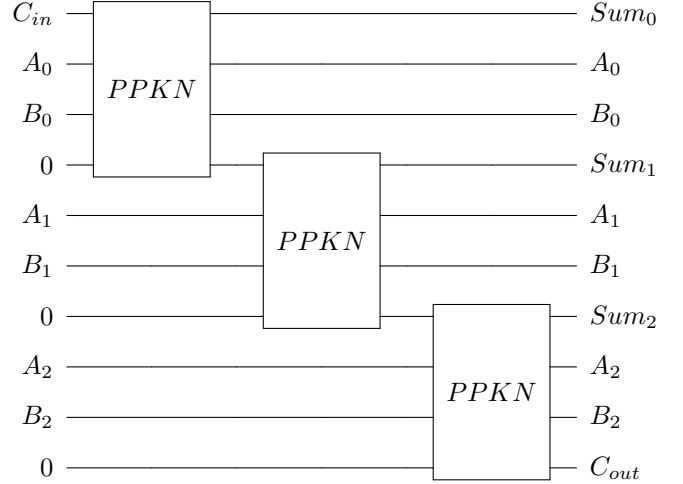 C_in Sum_0
A_0 A_0
PPKN
B_0 B_0
0 Sum_1
A_1 A_1
PPKN
B_1 B_1
0 Sum_2
A_2 A_2
PPKN
B_2 B_2
0 C_out